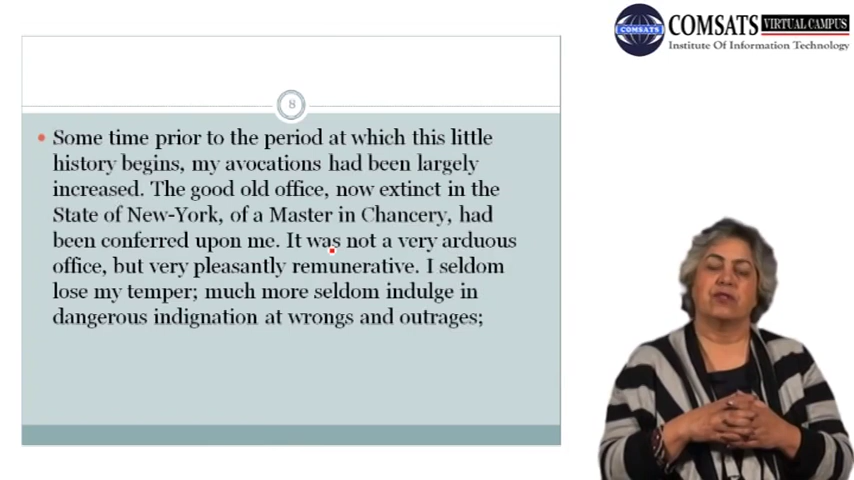 COMSATS VIRTUAL CAMPUS
COMSATS
Institute Of Information Technology
8
Some time prior to the period at which this little
history begins, my avocations had been largely
increased. The good old office, now extinct in the
State of New-York, of a Master in Chancery, had
been conferred upon me. It was not a very arduous
office, but very pleasantly remunerative. I seldom
lose my temper; much more seldom indulge in
dangerous indignation at wrongs and outrages;